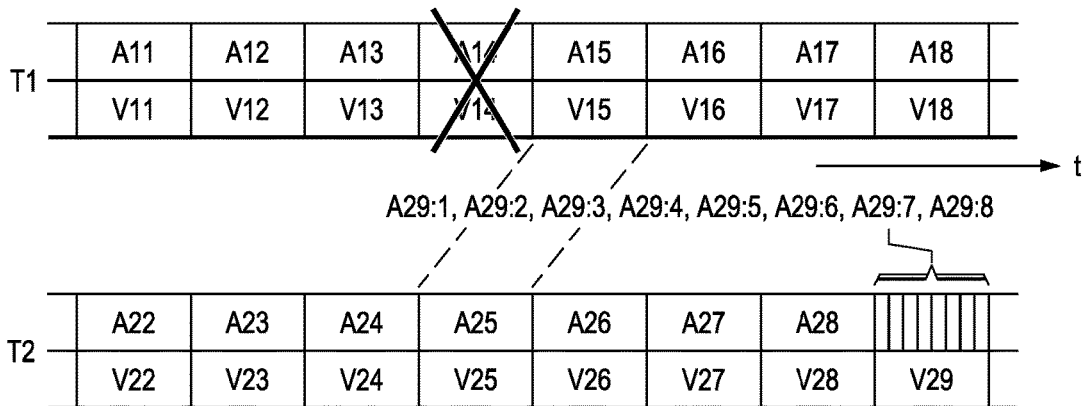 A11 A12 A13 A14 A15 A16 A17 A18
T1
V11 V12 V13 V14 V15 V16 V17 V18
t
A29:1, A29:2, A29:3, A29:4, A29:5, A29:6, A29:7, A29:8
A22 A23 A24 A25 A26 A27 A28
T2
V22 V23 V24 V25 V26 V27 V28 V29